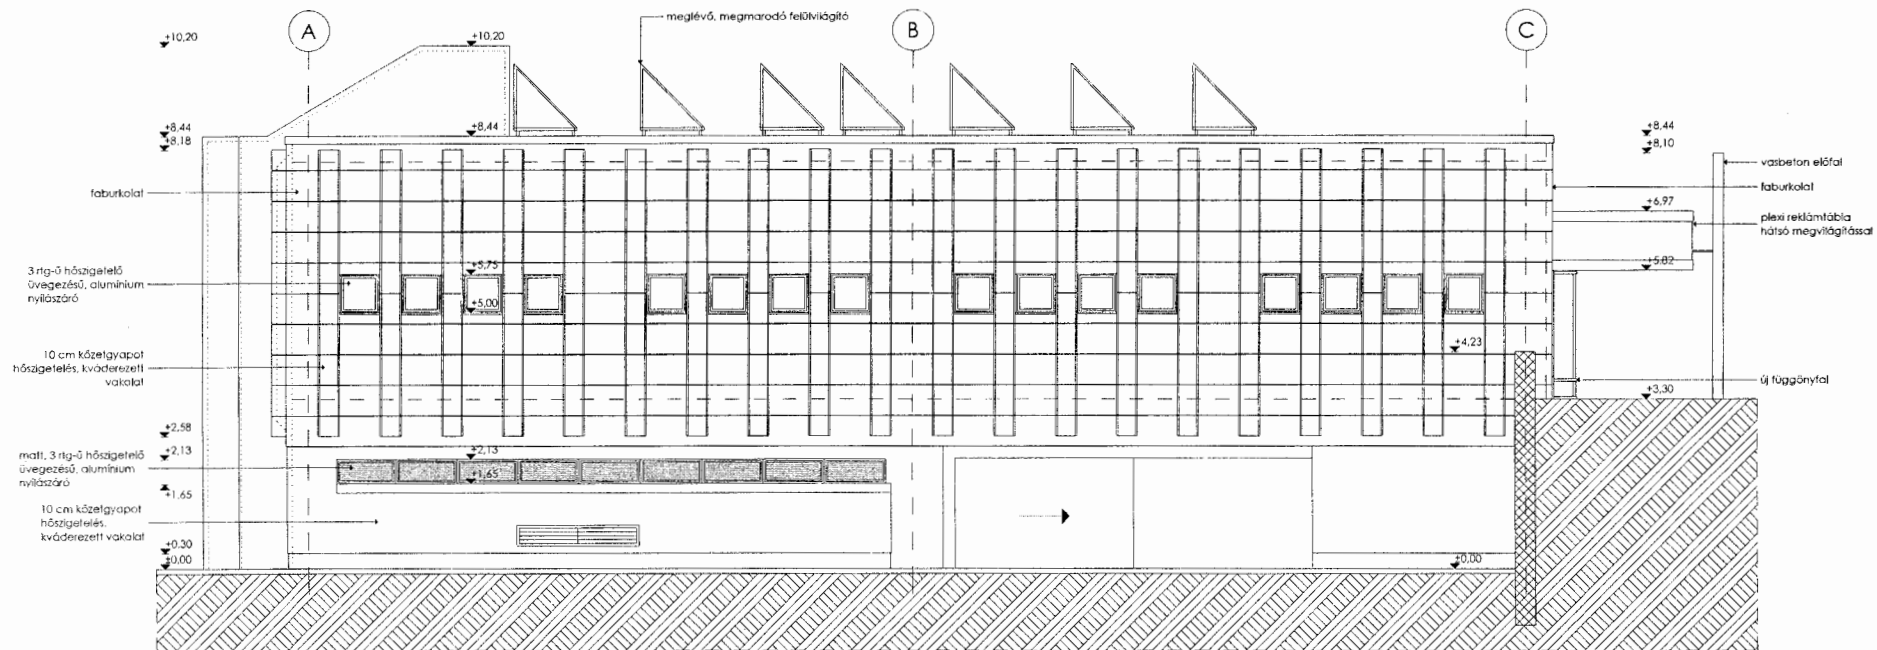 A
B
C
meglévő, megmaradó felülvilágító
+10,20
+10,20
+8,44
+8,18
+8,44
+8,44
+8,10
vasbeton előfal
faburkolat
faburkolat
+6,97
plexi reklámtábla
hátsó megvilágítással
+5,82
3 rtg-ű hőszigetelő
üvegezésű, alumínium
nyílászáró
+5,75
+5,00
10 cm kőzetgyapot
hőszigetelés, kváderezett
vakolat
+4,23
új függönyfal
+3,30
+2,58
+2,13
+2,13
matt, 3 rtg-ű hőszigetelő
üvegezésű, alumínium
nyílászáró
+1,65
+1,65
10 cm kőzetgyapot
hőszigetelés,
kváderezett vakolat
+0,30
±0,00
±0,00